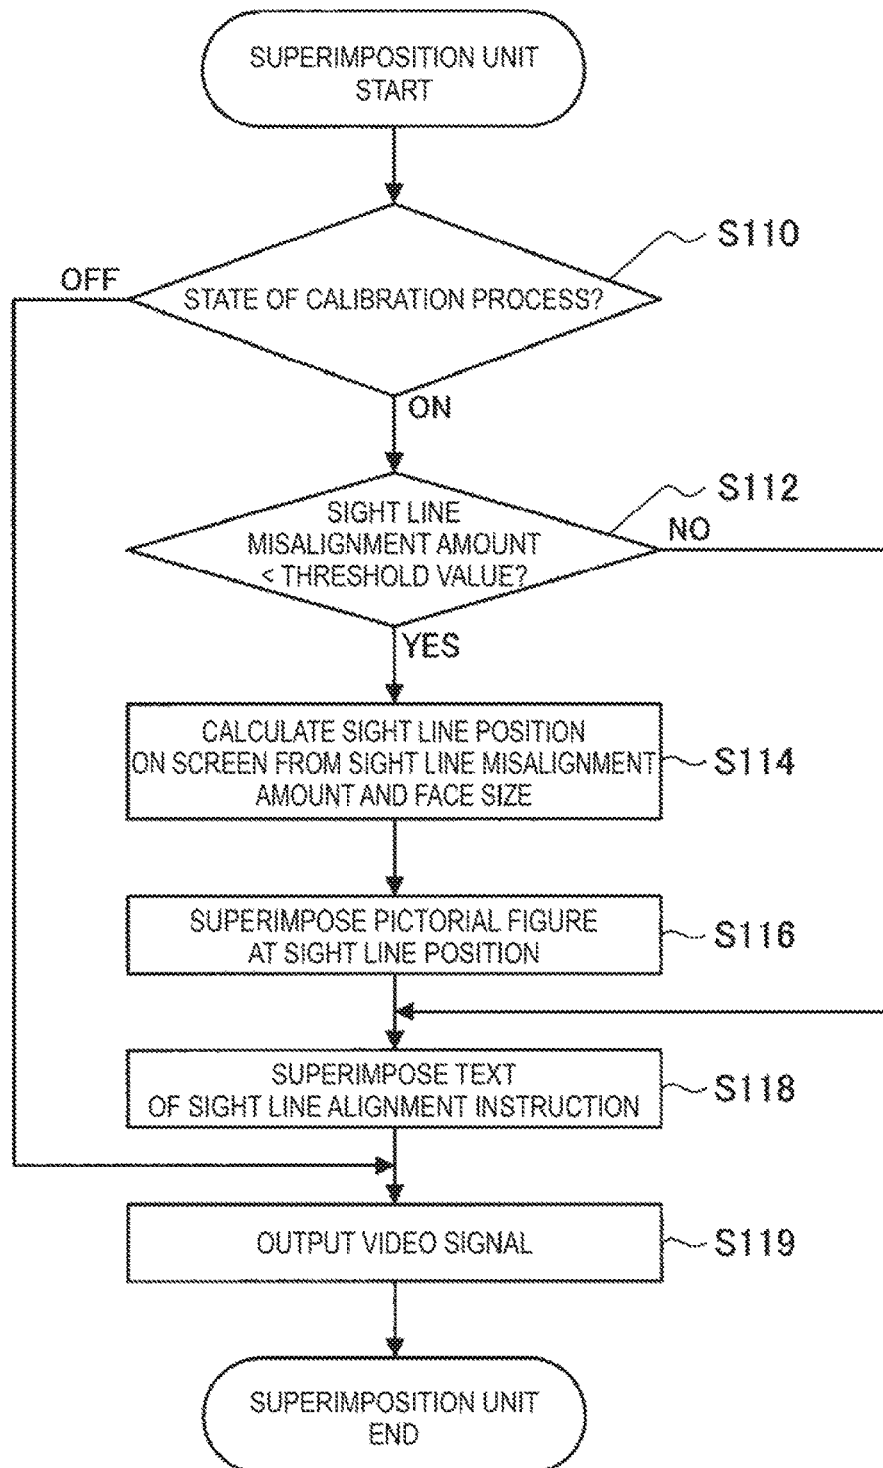 SUPERIMPOSITION UNIT
START
S110
OFF
STATE OF CALIBRATION PROCESS?
ON
S112
SIGHT LINE
MISALIGNMENT AMOUNT
< THRESHOLD VALUE?
NO
YES
CALCULATE SIGHT LINE POSITION
ON SCREEN FROM SIGHT LINE MISALIGNMENT
AMOUNT AND FACE SIZE
S114
SUPERIMPOSE PICTORIAL FIGURE
AT SIGHT LINE POSITION
S116
SUPERIMPOSE TEXT
OF SIGHT LINE ALIGNMENT INSTRUCTION
S118
OUTPUT VIDEO SIGNAL
S119
SUPERIMPOSITION UNIT
END